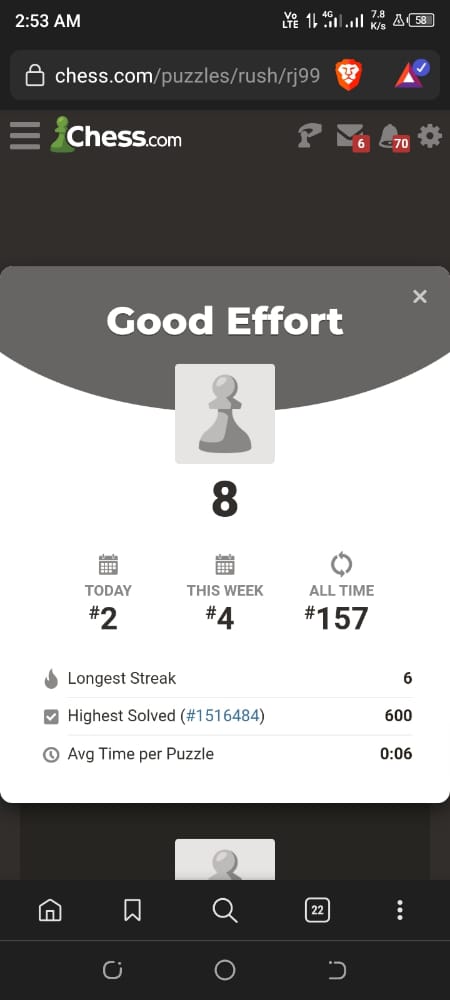 2:53 AM
Vo LTE 4G 7.8 K/s 58
chess.com/puzzles/rush/rj99
Chess.com
6 70
Good Effort
8
TODAY THIS WEEK ALL TIME
#2 #4 #157
Longest Streak 6
Highest Solved (#1516484) 600
Avg Time per Puzzle 0:06
22